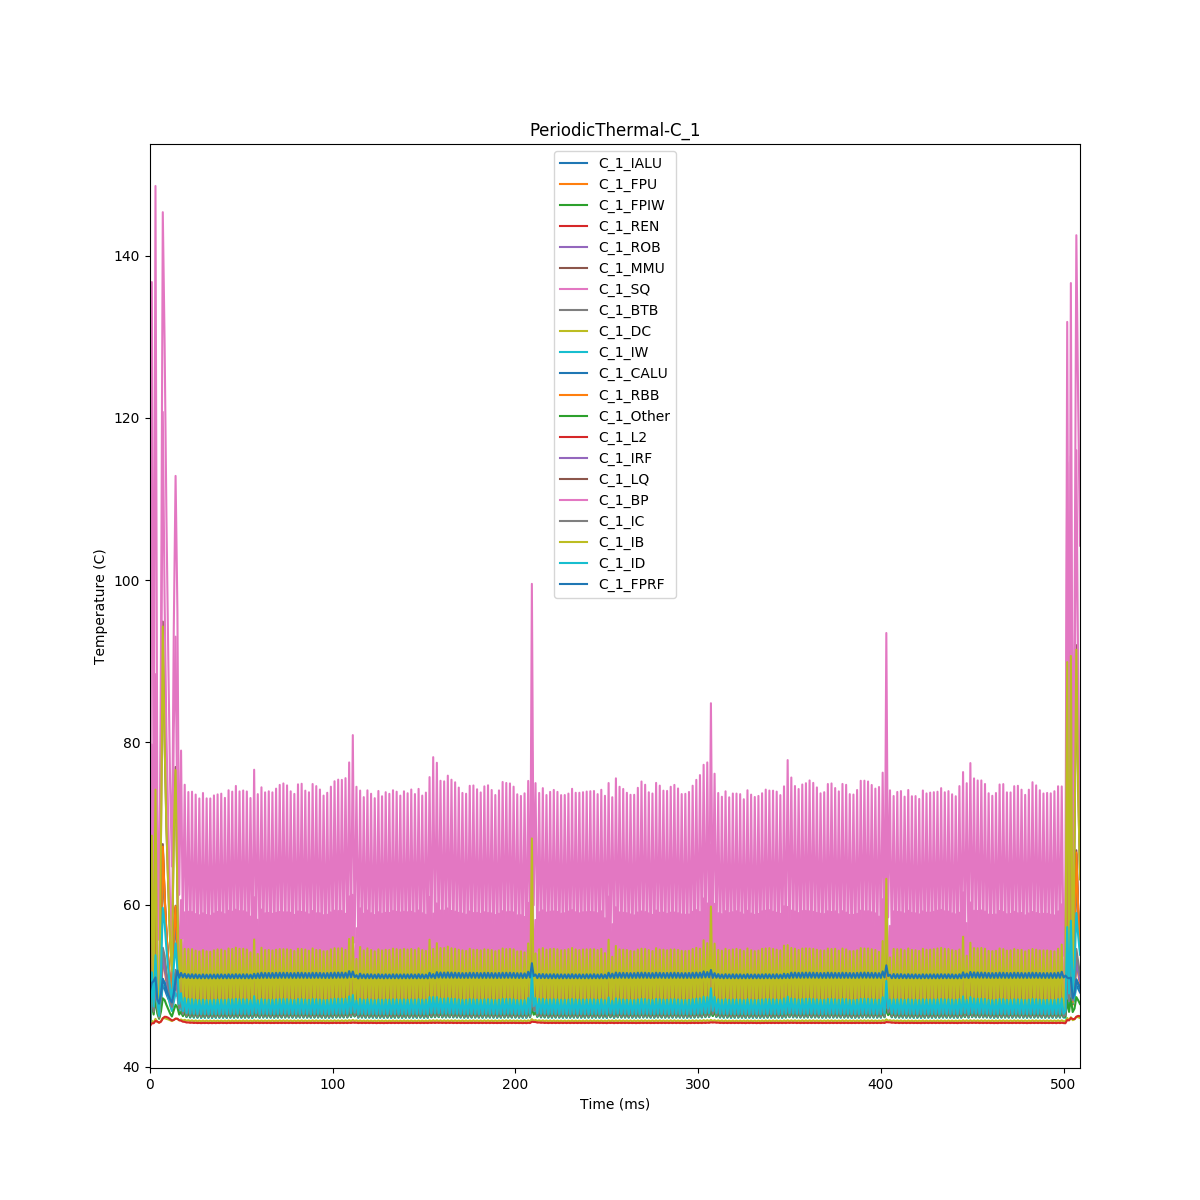 PeriodicThermal-C_1
C_1_IALU
C_1_FPU
C_1_FPIW
C_1_REN
C_1_ROB
C_1_MMU
C_1_SQ
C_1_BTB
C_1_DC
C_1_IW
C_1_CALU
C_1_RBB
C_1_Other
C_1_L2
C_1_IRF
C_1_LQ
C_1_BP
C_1_IC
C_1_IB
C_1_ID
C_1_FPRF
140
120
100
80
60
40
Temperature (C)
0 100 200 300 400 500
Time (ms)